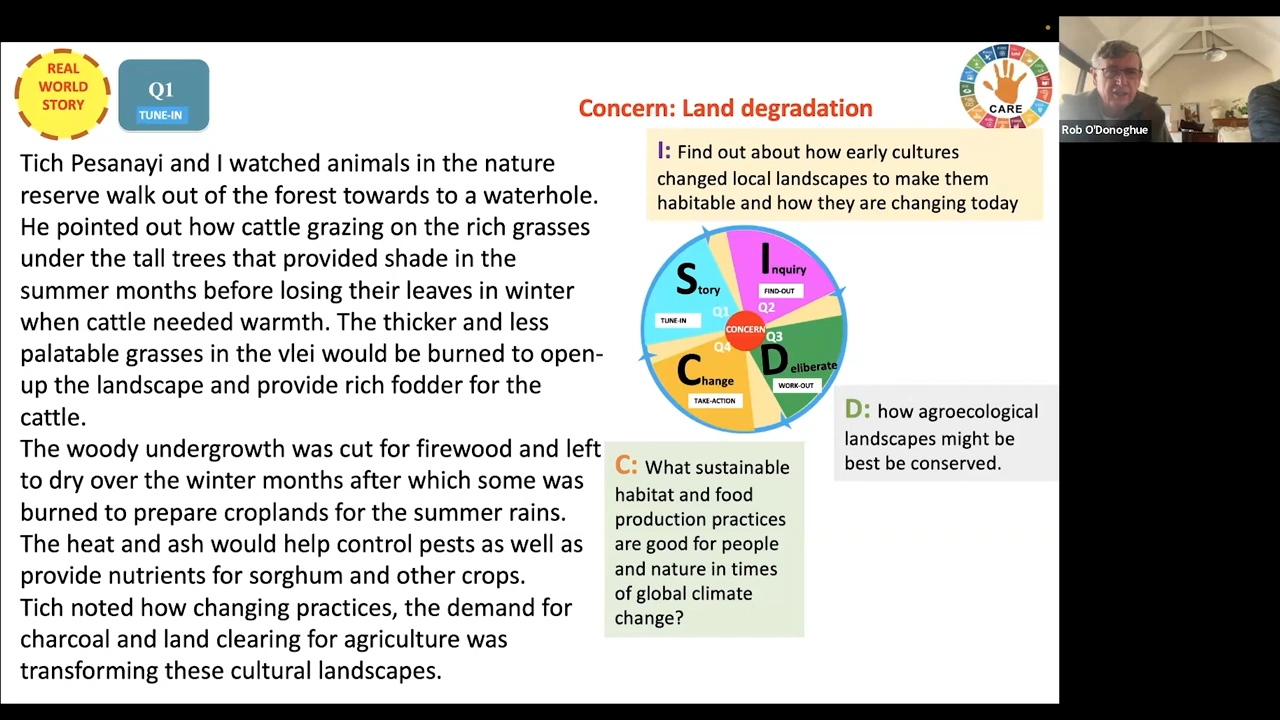 REAL
WORLD
STORY
Q1
TUNE-IN
Concern: Land degradation
CARE
Rob O'Donoghue
Tich Pesanayi and I watched animals in the nature
reserve walk out of the forest towards to a waterhole.
He pointed out how cattle grazing on the rich grasses
under the tall trees that provided shade in the
summer months before losing their leaves in winter
when cattle needed warmth. The thicker and less
palatable grasses in the vlei would be burned to open-
up the landscape and provide rich fodder for the
cattle.
The woody undergrowth was cut for firewood and left
to dry over the winter months after which some was
burned to prepare croplands for the summer rains.
The heat and ash would help control pests as well as
provide nutrients for sorghum and other crops.
Tich noted how changing practices, the demand for
charcoal and land clearing for agriculture was
transforming these cultural landscapes.
I: Find out about how early cultures
changed local landscapes to make them
habitable and how they are changing today
Story
TUNE-IN
Q1
Inquiry
FIND-OUT
Q2
CONCERN
Q3
Deliberate
WORK-OUT
Q4
Change
TAKE-ACTION
D: how agroecological
landscapes might be
best be conserved.
C: What sustainable
habitat and food
production practices
are good for people
and nature in times
of global climate
change?